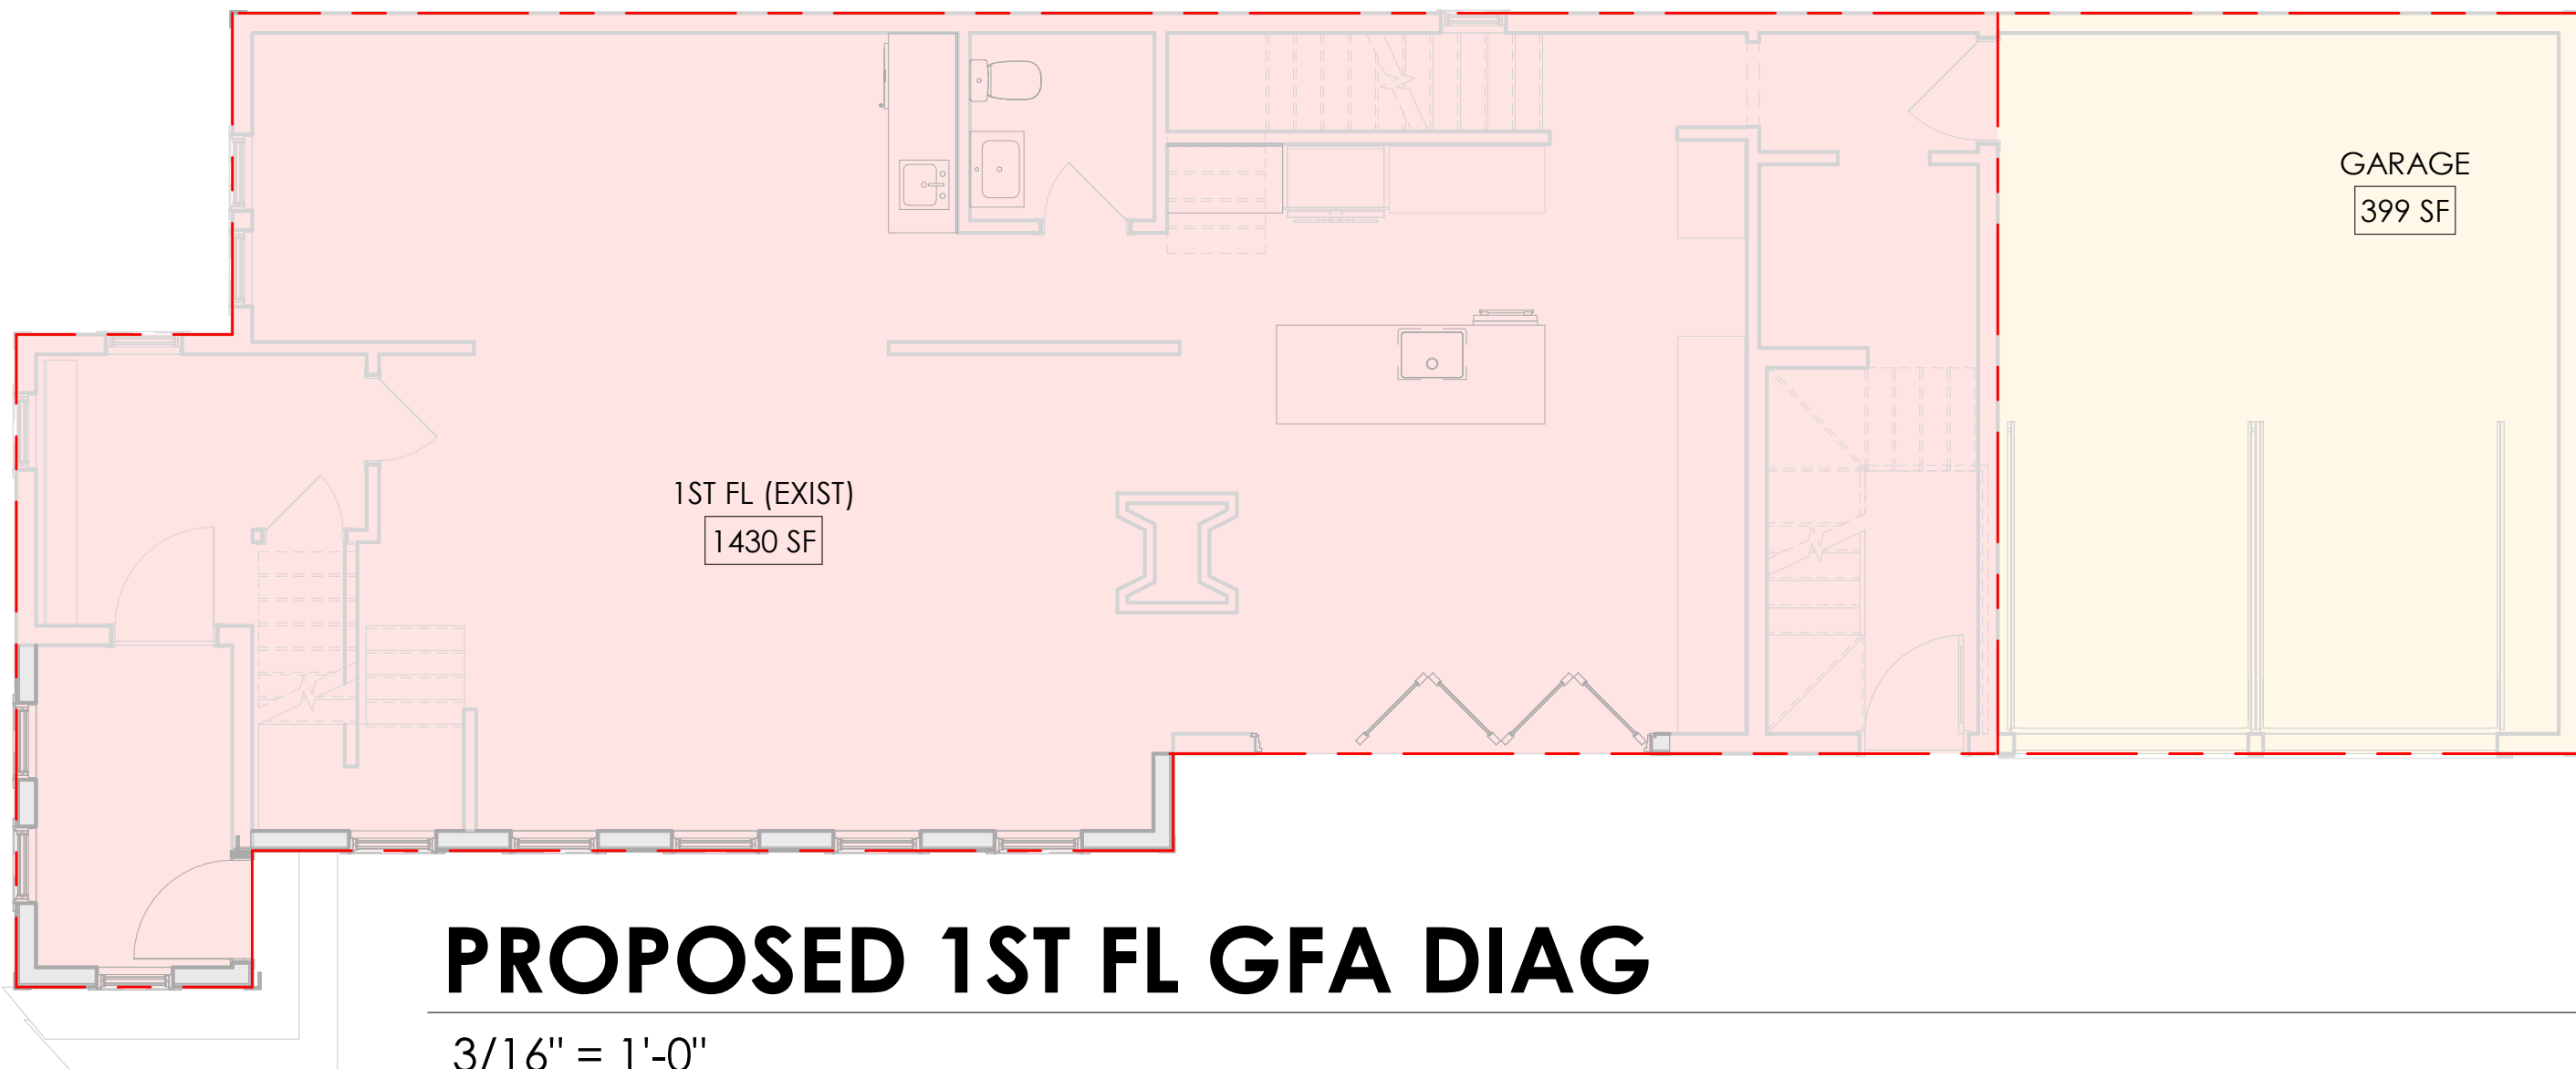 GARAGE
399 SF
1ST FL (EXIST)
1430 SF
PROPOSED 1ST FL GFA DIAG
3/16" = 1'-0"